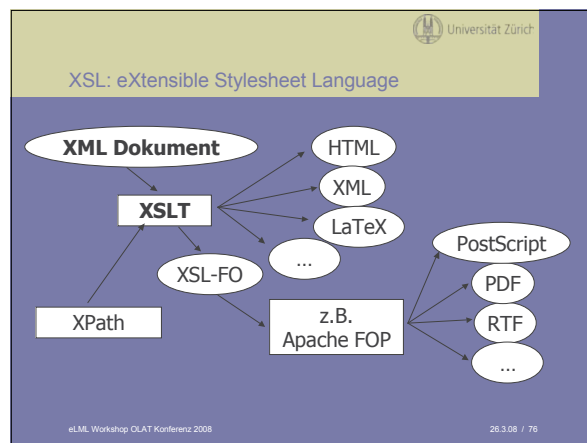 Universität Zürich
XSL: eXtensible Stylesheet Language
XML Dokument
HTML
XML
XSLT
LaTeX
...
PostScript
XSL-FO
PDF
XPath
z.B.
Apache FOP
RTF
...
eLML Workshop OLAT Konferenz 2008
26.3.08 / 76